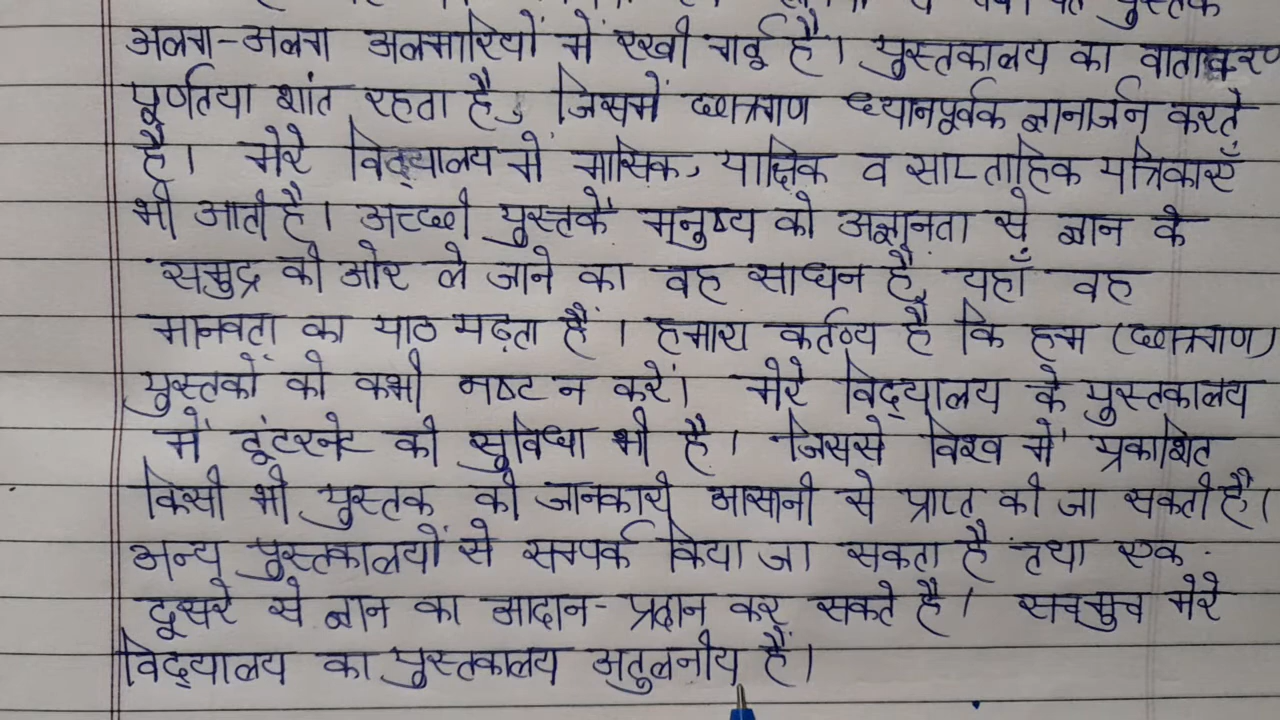 पुस्तक
अलग-अलग अलमारियों में रखी गई है। पुस्तकालय का वातावरण
पूर्णतया शांत रहता है, जिसमें छात्रगण ध्यानपूर्वक ज्ञानार्जन करते
है। मेरे विद्यालय में मासिक, पाक्षिक व साप्ताहिक पत्रिकाएँ
भी आती है। अच्छी पुस्तकें मनुष्य को अज्ञानता से ज्ञान के
समुद्र की ओर ले जाने का वह साधन है, यहाँ वह
मानवता का पाठ पढ़ता हैं। हमारा कर्तव्य है कि हम (छात्रगण)
पुस्तकों को कभी नष्ट न करें। मेरे विद्यालय के पुस्तकालय
में इंटरनेट की सुविधा भी है। जिससे विश्व में प्रकाशित
किसी भी पुस्तक की जानकारी आसानी से प्राप्त की जा सकती है।
अन्य पुस्तकालयों से सम्पर्क किया जा सकता है तथा एक
दूसरे से ज्ञान का आदान-प्रदान कर सकते है। सचमुच मेरे
विद्यालय का पुस्तकालय अतुलनीय हैं।